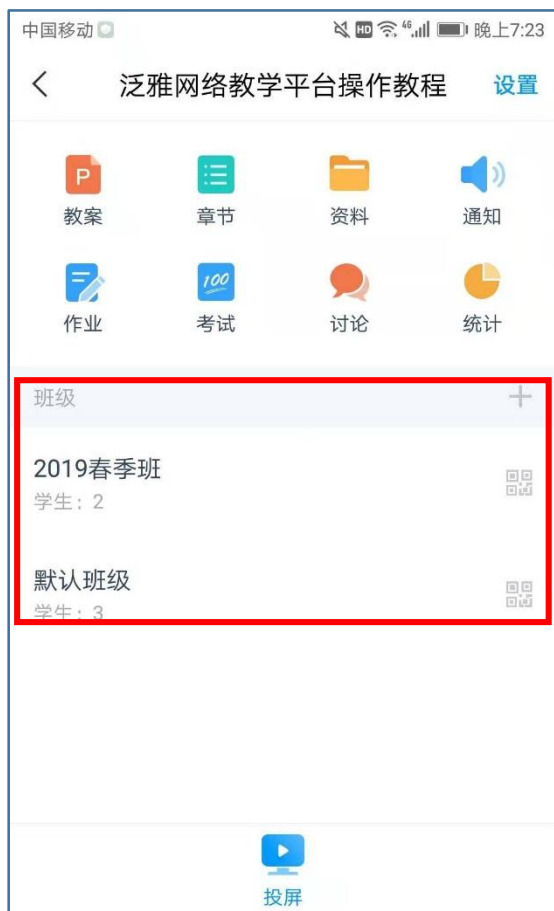 中国移动 HD 4G 晚上7:23
泛雅网络教学平台操作教程 设置
P
教案 章节 资料 通知
100
作业 考试 讨论 统计
班级
2019春季班
学生：2
默认班级
学生：3
投屏